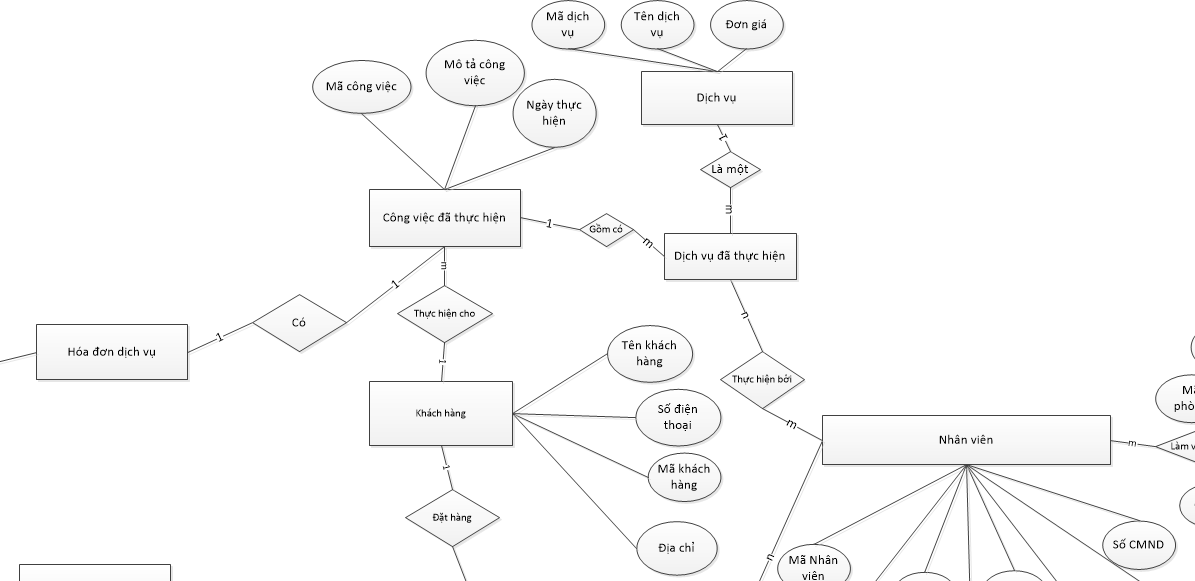 Mã dịch
vụ
Tên dịch
vụ
Đơn giá
Mô tả công
việc
Mã công việc
Ngày thực
hiện
Dịch vụ
1
Là một
m
Công việc đã thực hiện
1
Gồm có
m
Dịch vụ đã thực hiện
m
1
Thực hiện cho
1
Có
1
Hóa đơn dịch vụ
n
Thực hiện bởi
m
Tên khách
hàng
Số điện
thoại
Mã khách
hàng
Địa chỉ
Khách hàng
1
Đặt hàng
Nhân viên
m
Làm v
Mã
phò
n
Mã Nhân
viên
Số CMND